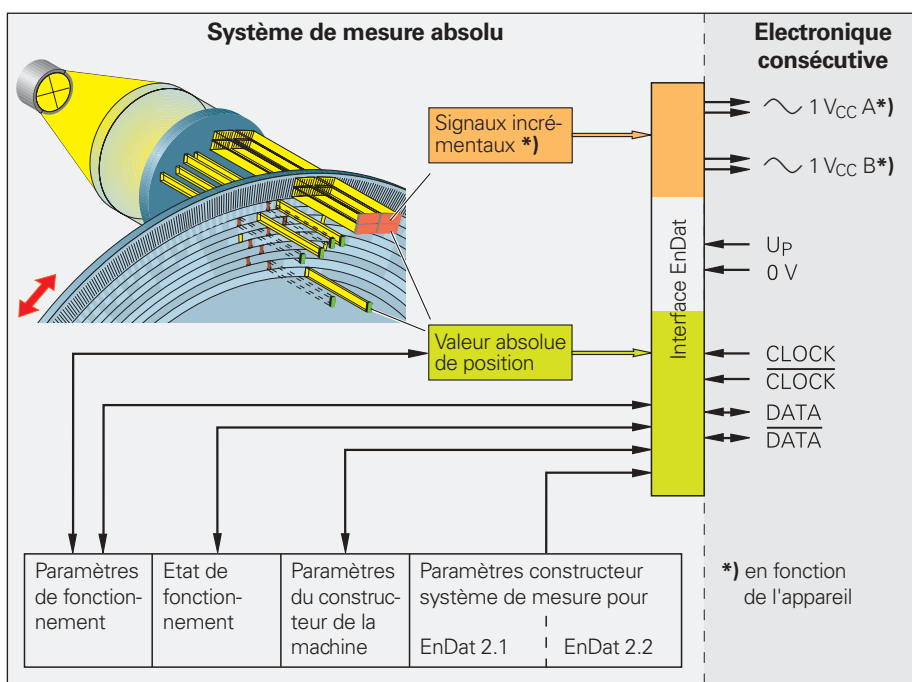 Système de mesure absolu
Electronique
consécutive
Signaux incré-
mentaux *)
1 VCC A*)
1 VCC B*)
UP
0 V
Interface EnDat
Valeur absolue
de position
CLOCK
CLOCK
DATA
DATA
Paramètres
de fonction-
nement
Etat de
fonction-
nement
Paramètres
du construc-
teur de la
machine
Paramètres constructeur
système de mesure pour
EnDat 2.1
EnDat 2.2
*) en fonction
de l'appareil